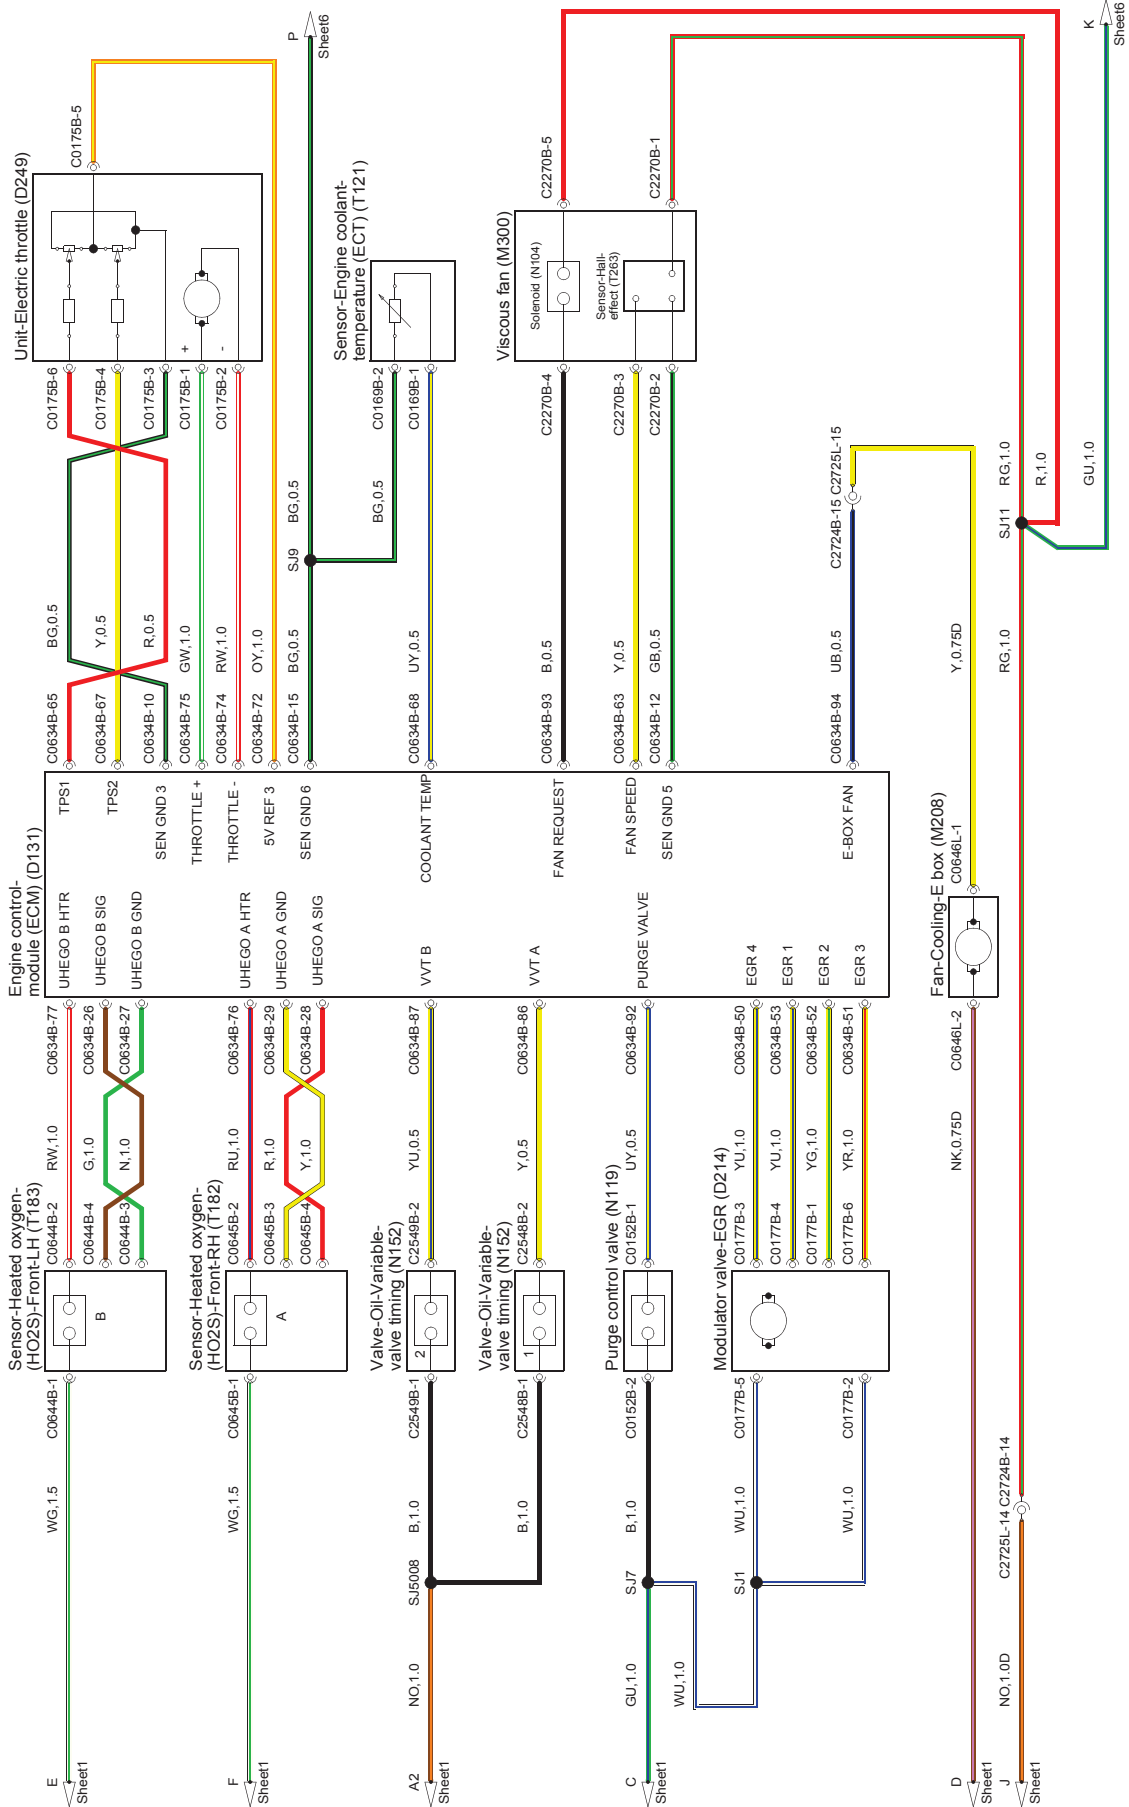 E
Sheet1
WG,1.5
C0644B-1
Sensor-Heated oxygen-
(HO2S)-Front-LH (T183)
B
C0644B-2
C0644B-4
C0644B-3
RW,1.0
G,1.0
N,1.0
C0634B-77
C0634B-26
C0634B-27
F
Sheet1
WG,1.5
C0645B-1
Sensor-Heated oxygen-
(HO2S)-Front-RH (T182)
A
C0645B-2
C0645B-3
C0645B-4
RU,1.0
R,1.0
Y,1.0
C0634B-76
C0634B-29
C0634B-28
A2
Sheet1
NO,1.0
SJ5008
B,1.0
C2549B-1
Valve-Oil-Variable-
valve timing (N152)
2
C2549B-2
YU,0.5
C0634B-87
B,1.0
C2548B-1
Valve-Oil-Variable-
valve timing (N152)
1
C2548B-2
Y,0.5
C0634B-86
C
Sheet1
GU,1.0
SJ7
B,1.0
C0152B-2
Purge control valve (N119)
C0152B-1
UY,0.5
C0634B-92
WU,1.0
SJ1
WU,1.0
WU,1.0
C0177B-5
C0177B-2
Modulator valve-EGR (D214)
C0177B-3
C0177B-4
C0177B-1
C0177B-6
YU,1.0
YU,1.0
YG,1.0
YR,1.0
C0634B-50
C0634B-53
C0634B-52
C0634B-51
D
Sheet1
NK,0.75D
C0646L-2
Fan-Cooling-E box (M208)
C0646L-1
Y,0.75D
J
Sheet1
NO,1.0D
C2725L-14
C2724B-14
RG,1.0
SJ11
RG,1.0
R,1.0
GU,1.0
K
Sheet6
Engine control-
module (ECM) (D131)
UHEGO B HTR
UHEGO B SIG
UHEGO B GND
UHEGO A HTR
UHEGO A GND
UHEGO A SIG
VVT B
VVT A
PURGE VALVE
EGR 4
EGR 1
EGR 2
EGR 3
TPS1
TPS2
SEN GND 3
THROTTLE +
THROTTLE -
5V REF 3
SEN GND 6
COOLANT TEMP
FAN REQUEST
FAN SPEED
SEN GND 5
E-BOX FAN
C0634B-65
C0634B-67
C0634B-10
C0634B-75
C0634B-74
C0634B-72
C0634B-15
C0634B-68
C0634B-93
C0634B-63
C0634B-12
C0634B-94
BG,0.5
Y,0.5
R,0.5
GW,1.0
RW,1.0
OY,1.0
BG,0.5
UY,0.5
B,0.5
Y,0.5
GB,0.5
UB,0.5
SJ9
BG,0.5
BG,0.5
C2724B-15
C2725L-15
C0175B-6
C0175B-4
C0175B-3
C0175B-1
C0175B-2
+
-
Unit-Electric throttle (D249)
C0175B-5
P
Sheet6
C0169B-2
C0169B-1
Sensor-Engine coolant-
temperature (ECT) (T121)
C2270B-4
C2270B-3
C2270B-2
Viscous fan (M300)
Solenoid (N104)
Sensor-Hall-
effect (T263)
C2270B-5
C2270B-1